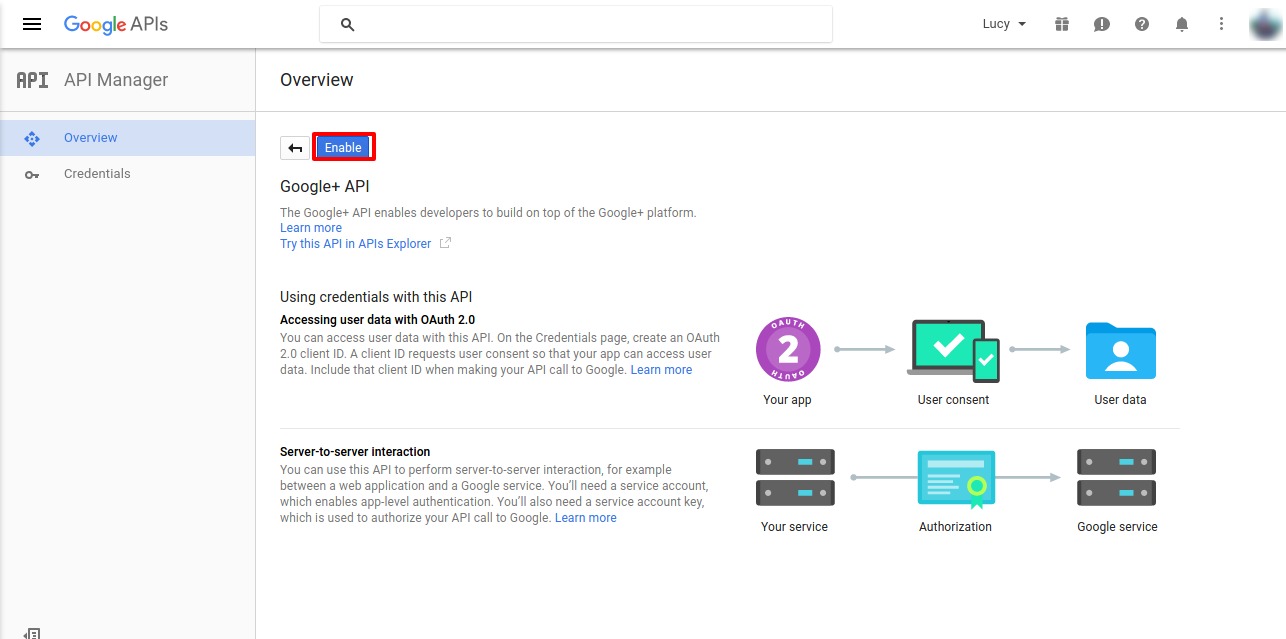 Google APIs
Lucy
API API Manager
Overview
Overview
Credentials
Enable
Google+ API
The Google+ API enables developers to build on top of the Google+ platform.
Learn more
Try this API in APIs Explorer
Using credentials with this API
Accessing user data with OAuth 2.0
You can access user data with this API. On the Credentials page, create an OAuth
2.0 client ID. A client ID requests user consent so that your app can access user
data. Include that client ID when making your API call to Google. Learn more
OAUTH
2
OAUTH
Your app
User consent
User data
Server-to-server interaction
You can use this API to perform server-to-server interaction, for example
between a web application and a Google service. You'll need a service account,
which enables app-level authentication. You'll also need a service account key,
which is used to authorize your API call to Google. Learn more
Your service
Authorization
Google service